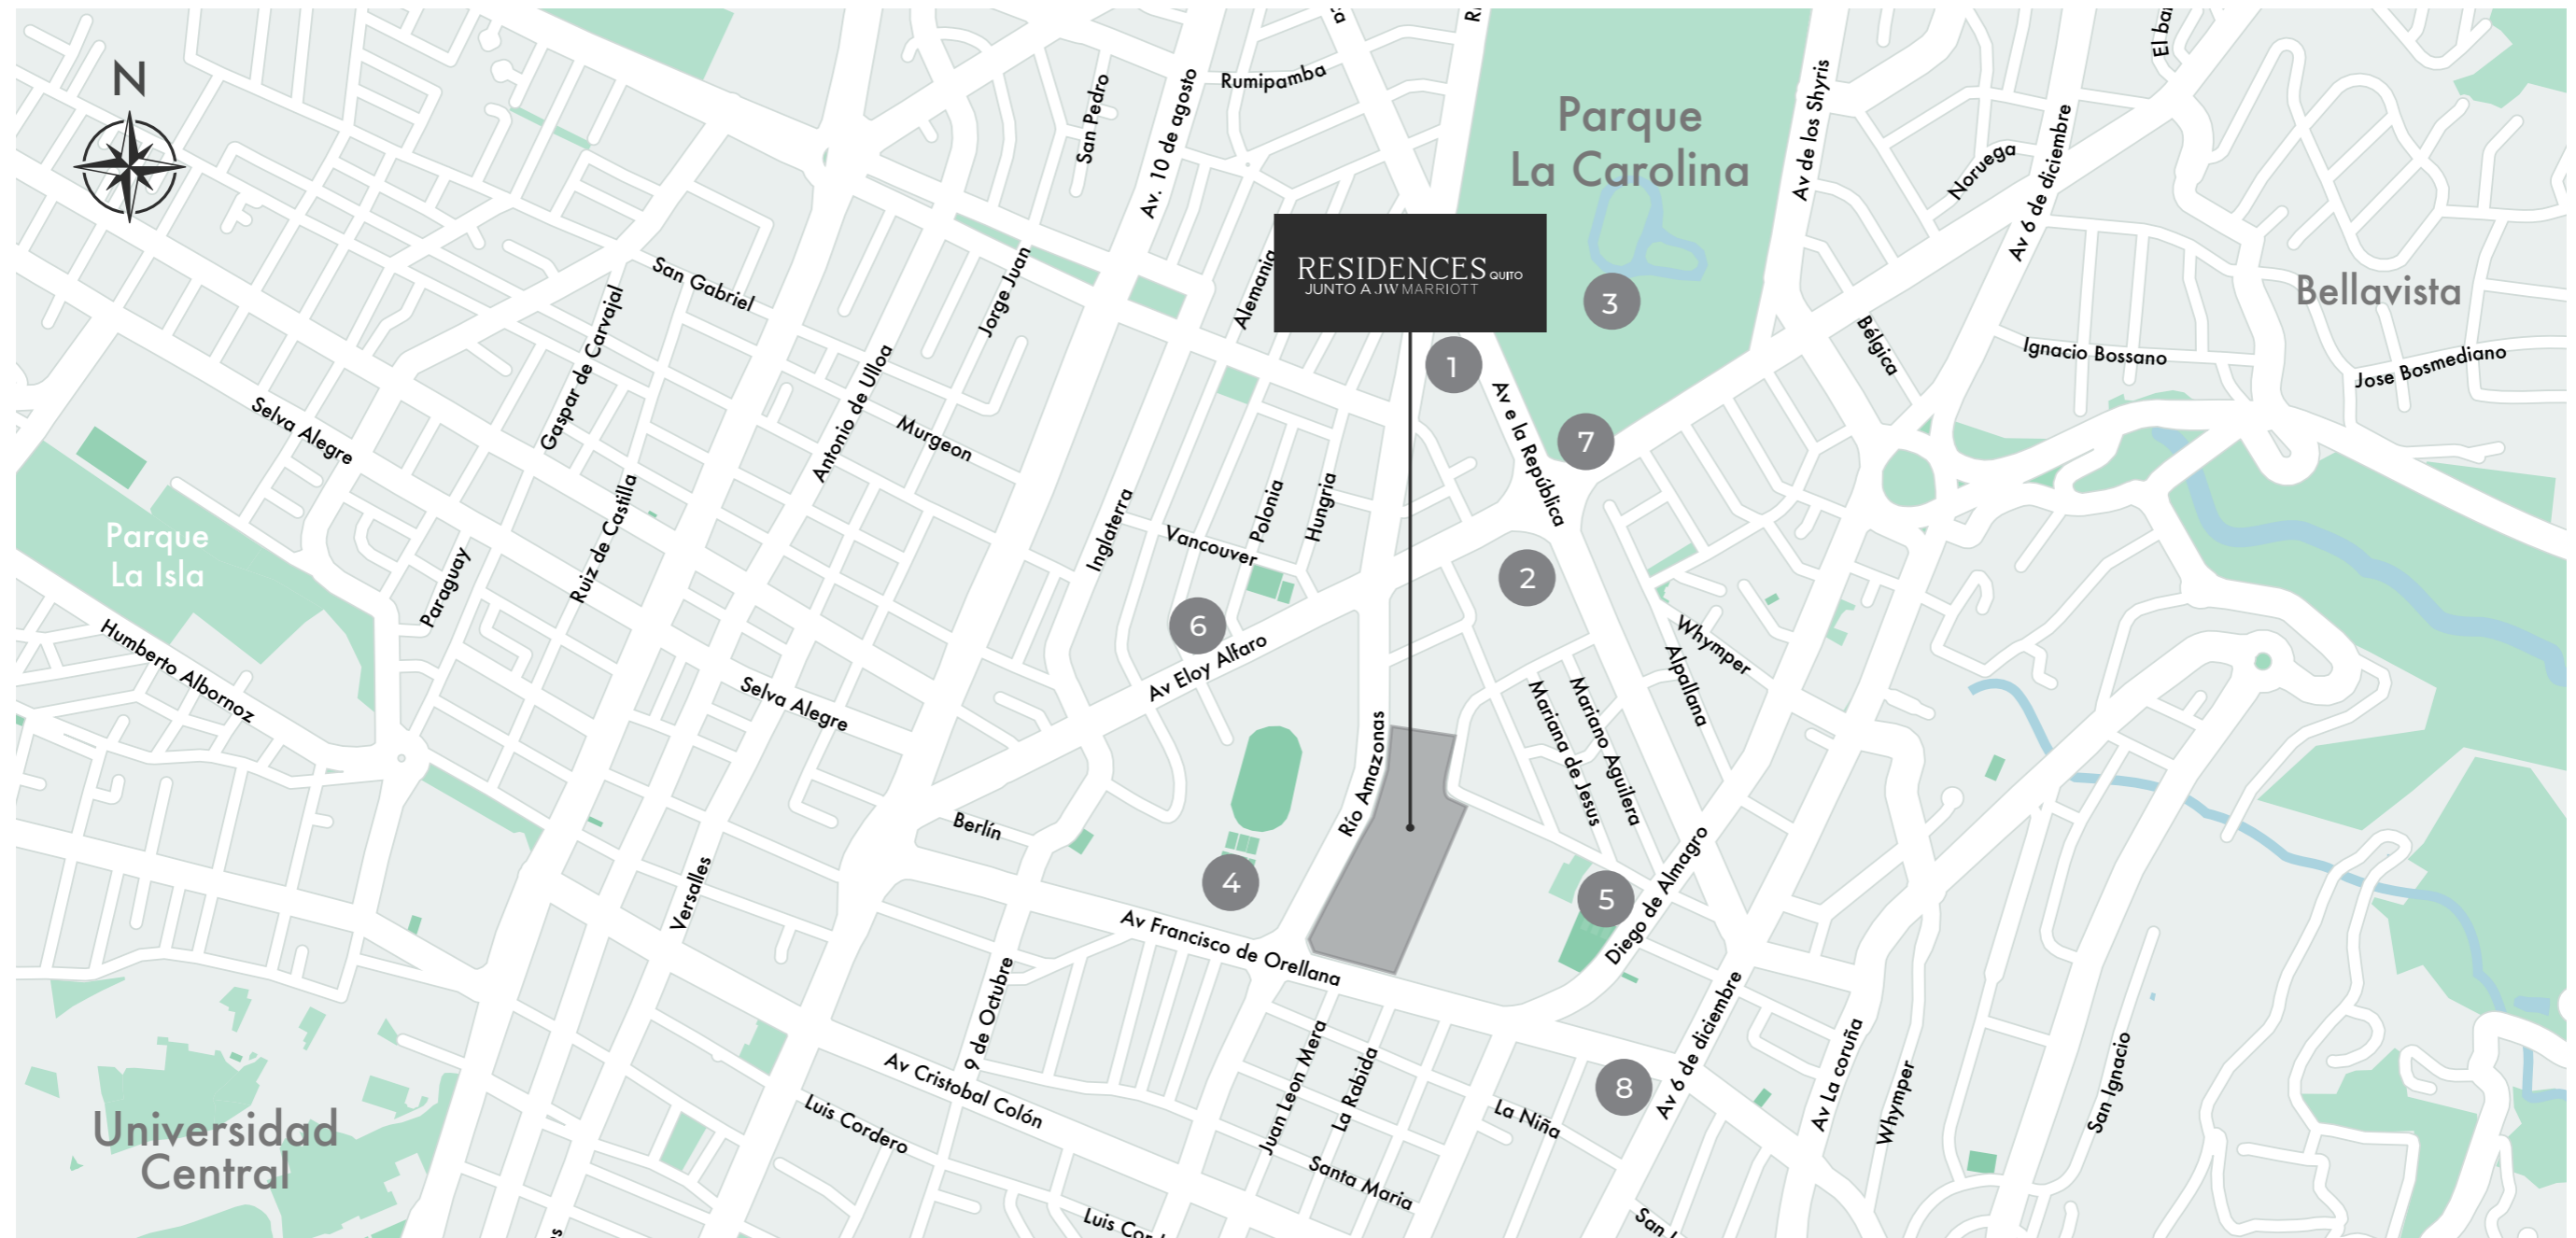 N
Rumipamba
San Pedro
Av. 10 de agosto
Parque
La Carolina
Av de los Shyris
Noruega
Av 6 de diciembre
Bellavista
RESIDENCES QUITO
JUNTO A JW MARRIOTT
San Gabriel
Gaspar de Carvajal
Jorge Juan
Alemania
3
1
7
Av e la República
Bélgica
Ignacio Bossano
Jose Bosmediano
Selva Alegre
Antonio de Ulloa
Murgeon
Parque
La Isla
Paraguay
Ruiz de Castilla
Inglaterra
Vancouver
Polonia
Hungria
2
6
Av Eloy Alfaro
Whymper
Alpallana
Humberto Albornoz
Selva Alegre
Río Amazonas
Mariana de Jesus
Mariano Aguilera
Berlín
Versalles
4
5
Diego de Almagro
Av Francisco de Orellana
9 de Octubre
Av Cristobal Colón
Juan Leon Mera
La Rabida
8
Av 6 de diciembre
Av La coruña
Whymper
San Ignacio
La Niña
Universidad
Central
Luis Cordero
Santa Maria